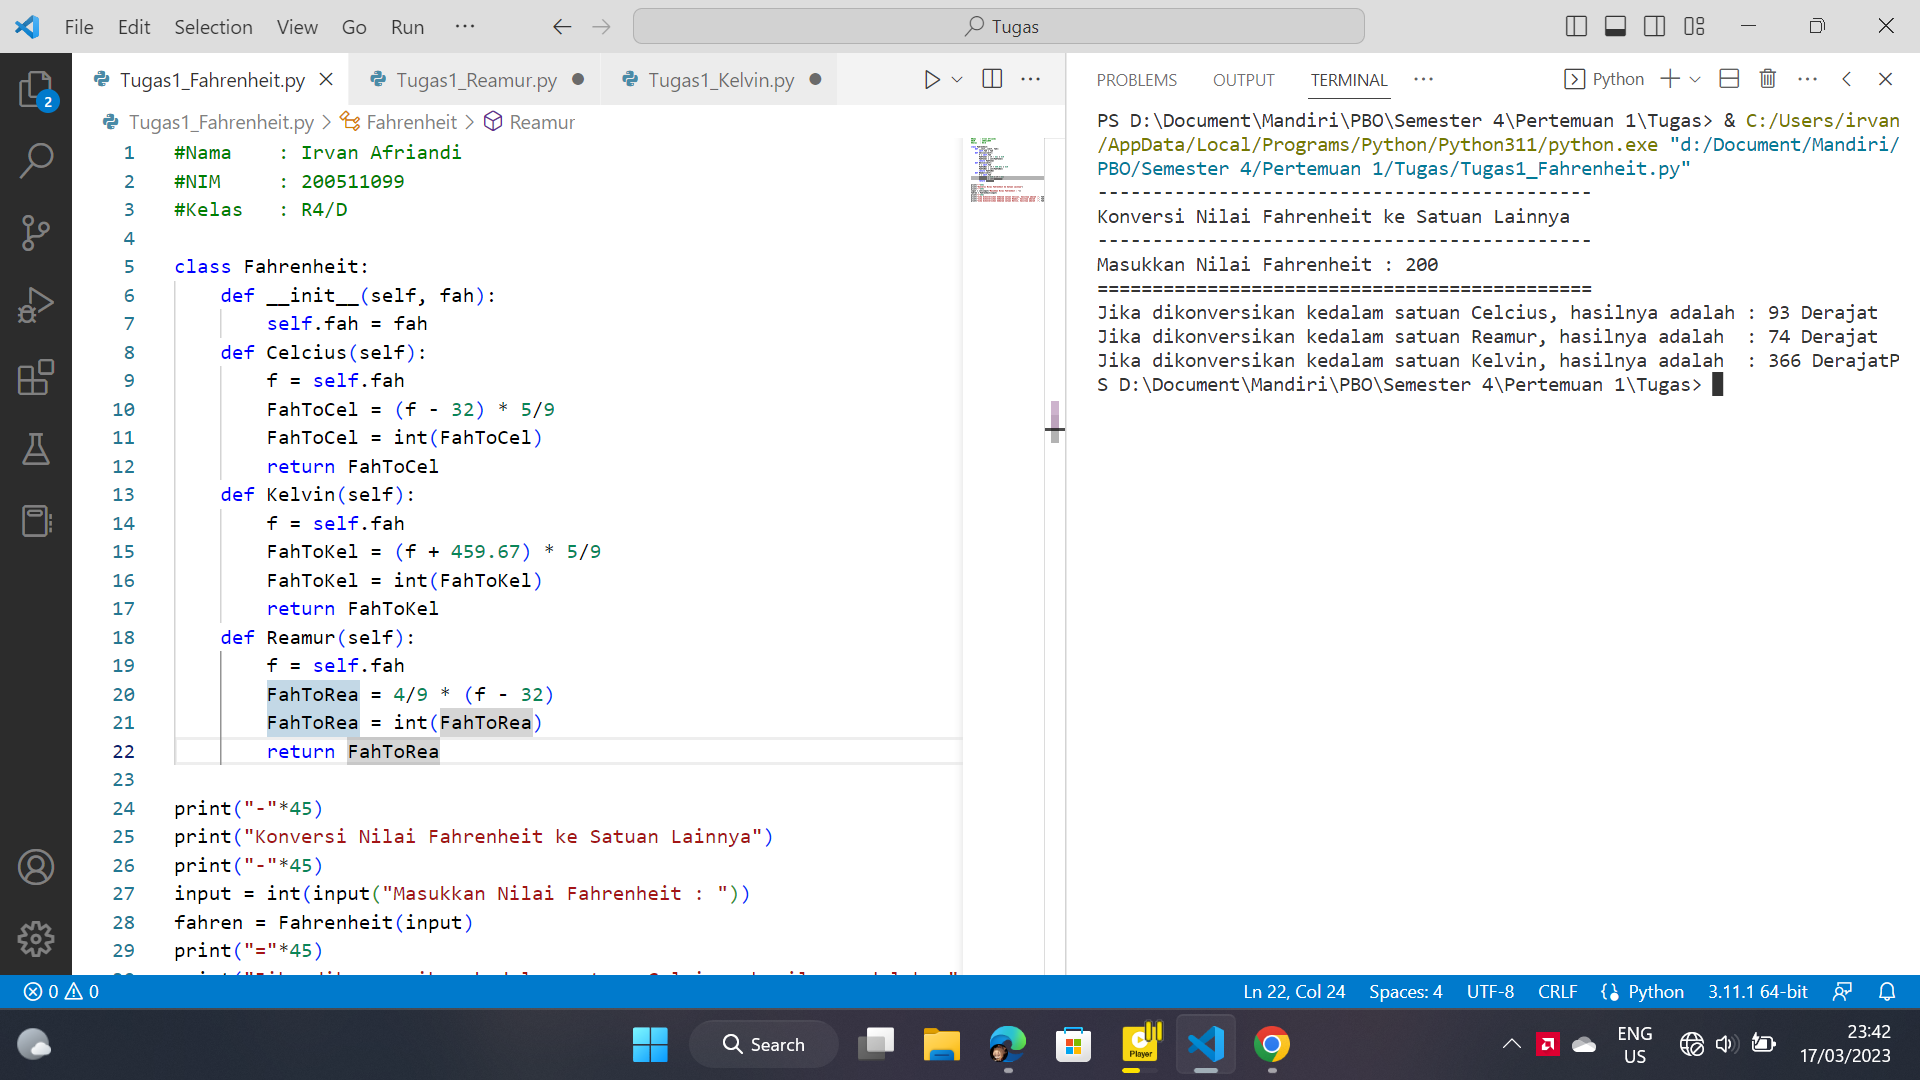 File Edit Selection View Go Run ··· Tugas
Tugas1_Fahrenheit.py Tugas1_Reamur.py Tugas1_Kelvin.py
Tugas1_Fahrenheit.py > Fahrenheit > Reamur
1 #Nama    : Irvan Afriandi
2 #NIM     : 200511099
3 #Kelas   : R4/D
4
5 class Fahrenheit:
6     def __init__(self, fah):
7         self.fah = fah
8     def Celcius(self):
9         f = self.fah
10         FahToCel = (f - 32) * 5/9
11         FahToCel = int(FahToCel)
12         return FahToCel
13     def Kelvin(self):
14         f = self.fah
15         FahToKel = (f + 459.67) * 5/9
16         FahToKel = int(FahToKel)
17         return FahToKel
18     def Reamur(self):
19         f = self.fah
20         FahToRea = 4/9 * (f - 32)
21         FahToRea = int(FahToRea)
22         return FahToRea
23
24 print("-"*45)
25 print("Konversi Nilai Fahrenheit ke Satuan Lainnya")
26 print("-"*45)
27 input = int(input("Masukkan Nilai Fahrenheit : "))
28 fahren = Fahrenheit(input)
29 print("="*45)
PROBLEMS OUTPUT TERMINAL ··· Python
PS D:\Document\Mandiri\PBO\Semester 4\Pertemuan 1\Tugas> & C:/Users/irvan
/AppData/Local/Programs/Python/Python311/python.exe "d:/Document/Mandiri/
PBO/Semester 4/Pertemuan 1/Tugas/Tugas1_Fahrenheit.py"
---------------------------------------------
Konversi Nilai Fahrenheit ke Satuan Lainnya
---------------------------------------------
Masukkan Nilai Fahrenheit : 200
=============================================
Jika dikonversikan kedalam satuan Celcius, hasilnya adalah : 93 Derajat
Jika dikonversikan kedalam satuan Reamur, hasilnya adalah  : 74 Derajat
Jika dikonversikan kedalam satuan Kelvin, hasilnya adalah  : 366 DerajatP
S D:\Document\Mandiri\PBO\Semester 4\Pertemuan 1\Tugas>
2
0 0 Ln 22, Col 24 Spaces: 4 UTF-8 CRLF Python 3.11.1 64-bit
Search
Player
ENG
US
23:42
17/03/2023